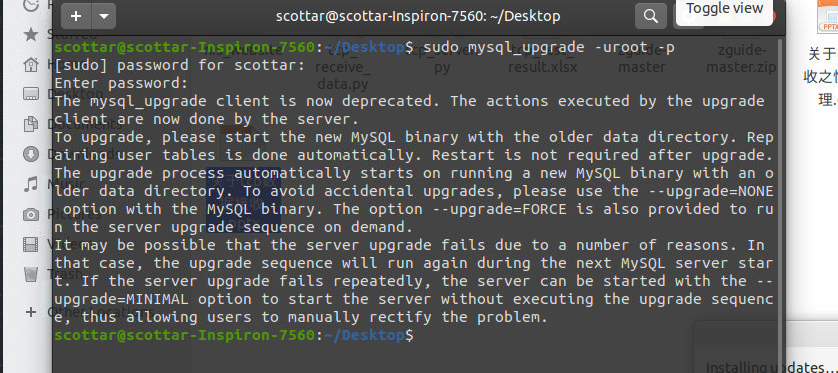 scottar@scottar-Inspiron-7560: ~/Desktop
Toggle view
scottar@scottar-Inspiron-7560:~/Desktop$ sudo mysql_upgrade -uroot -p
[sudo] password for scottar:
Enter password:
The mysql_upgrade client is now deprecated. The actions executed by the upgrade
client are now done by the server.
To upgrade, please start the new MySQL binary with the older data directory. Rep
airing user tables is done automatically. Restart is not required after upgrade.
The upgrade process automatically starts on running a new MySQL binary with an o
lder data directory. To avoid accidental upgrades, please use the --upgrade=NONE
option with the MySQL binary. The option --upgrade=FORCE is also provided to ru
n the server upgrade sequence on demand.
It may be possible that the server upgrade fails due to a number of reasons. In
that case, the upgrade sequence will run again during the next MySQL server star
t. If the server upgrade fails repeatedly, the server can be started with the --
upgrade=MINIMAL option to start the server without executing the upgrade sequenc
e, thus allowing users to manually rectify the problem.
scottar@scottar-Inspiron-7560:~/Desktop$
receive_
data.py
py
result.xlsx
zguide-
master
zguide-
master.zip
Desktop
Documents
Music
Pictures
Trash
PPTX
关于
理.
Installing updates...